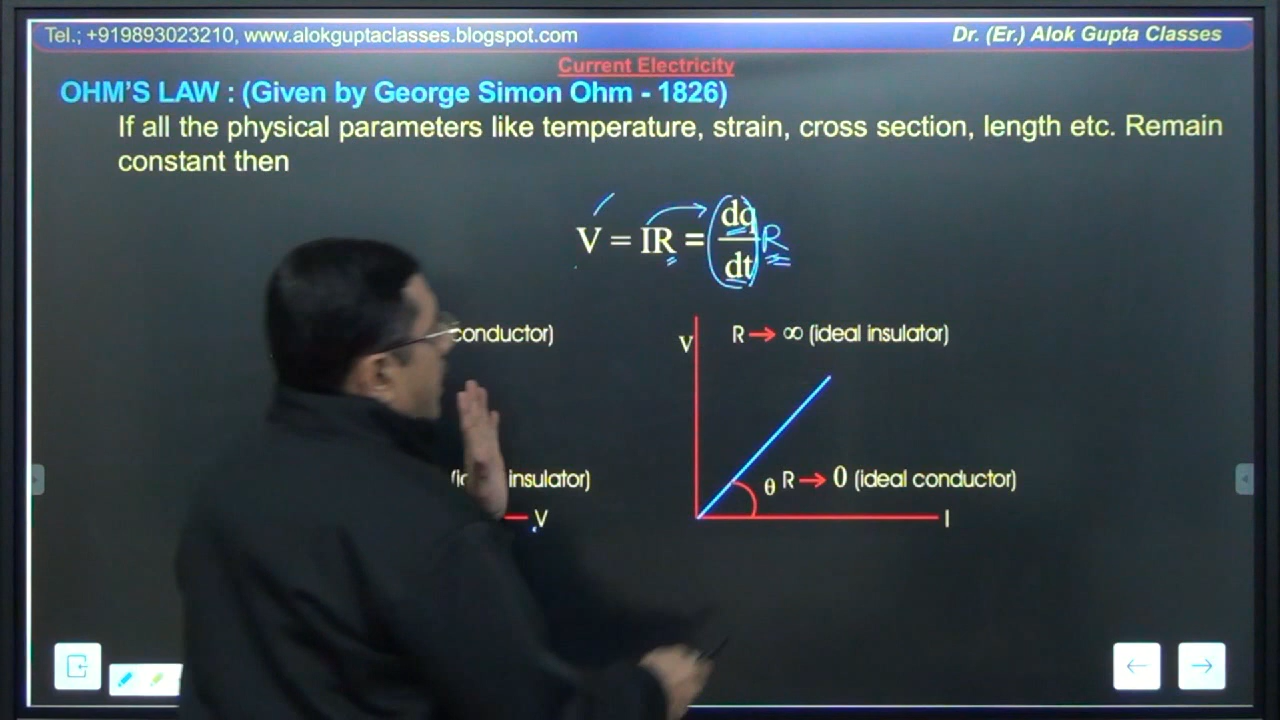 Tel.; +919893023210, www.alokguptaclasses.blogspot.com
Dr. (Er.) Alok Gupta Classes
Current Electricity
OHM'S LAW : (Given by George Simon Ohm - 1826)
If all the physical parameters like temperature, strain, cross section, length etc. Remain
constant then
V = IR = (dq/dt) R
conductor)
insulator)
V
V
R → ∞ (ideal insulator)
θ R → 0 (ideal conductor)
I